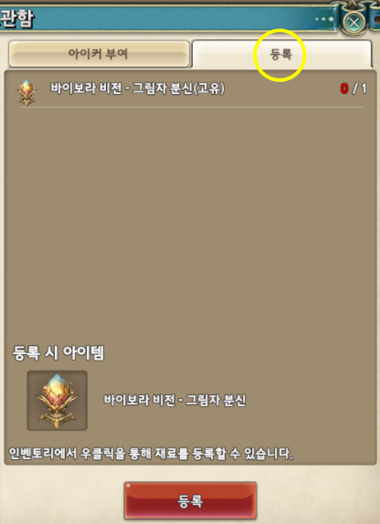 관함
아이커 부여
등록
바이보라 비전 - 그림자 분신(고유)
0 / 1
등록 시 아이템
바이보라 비전 - 그림자 분신
인벤토리에서 우클릭을 통해 재료를 등록할 수 있습니다.
등록